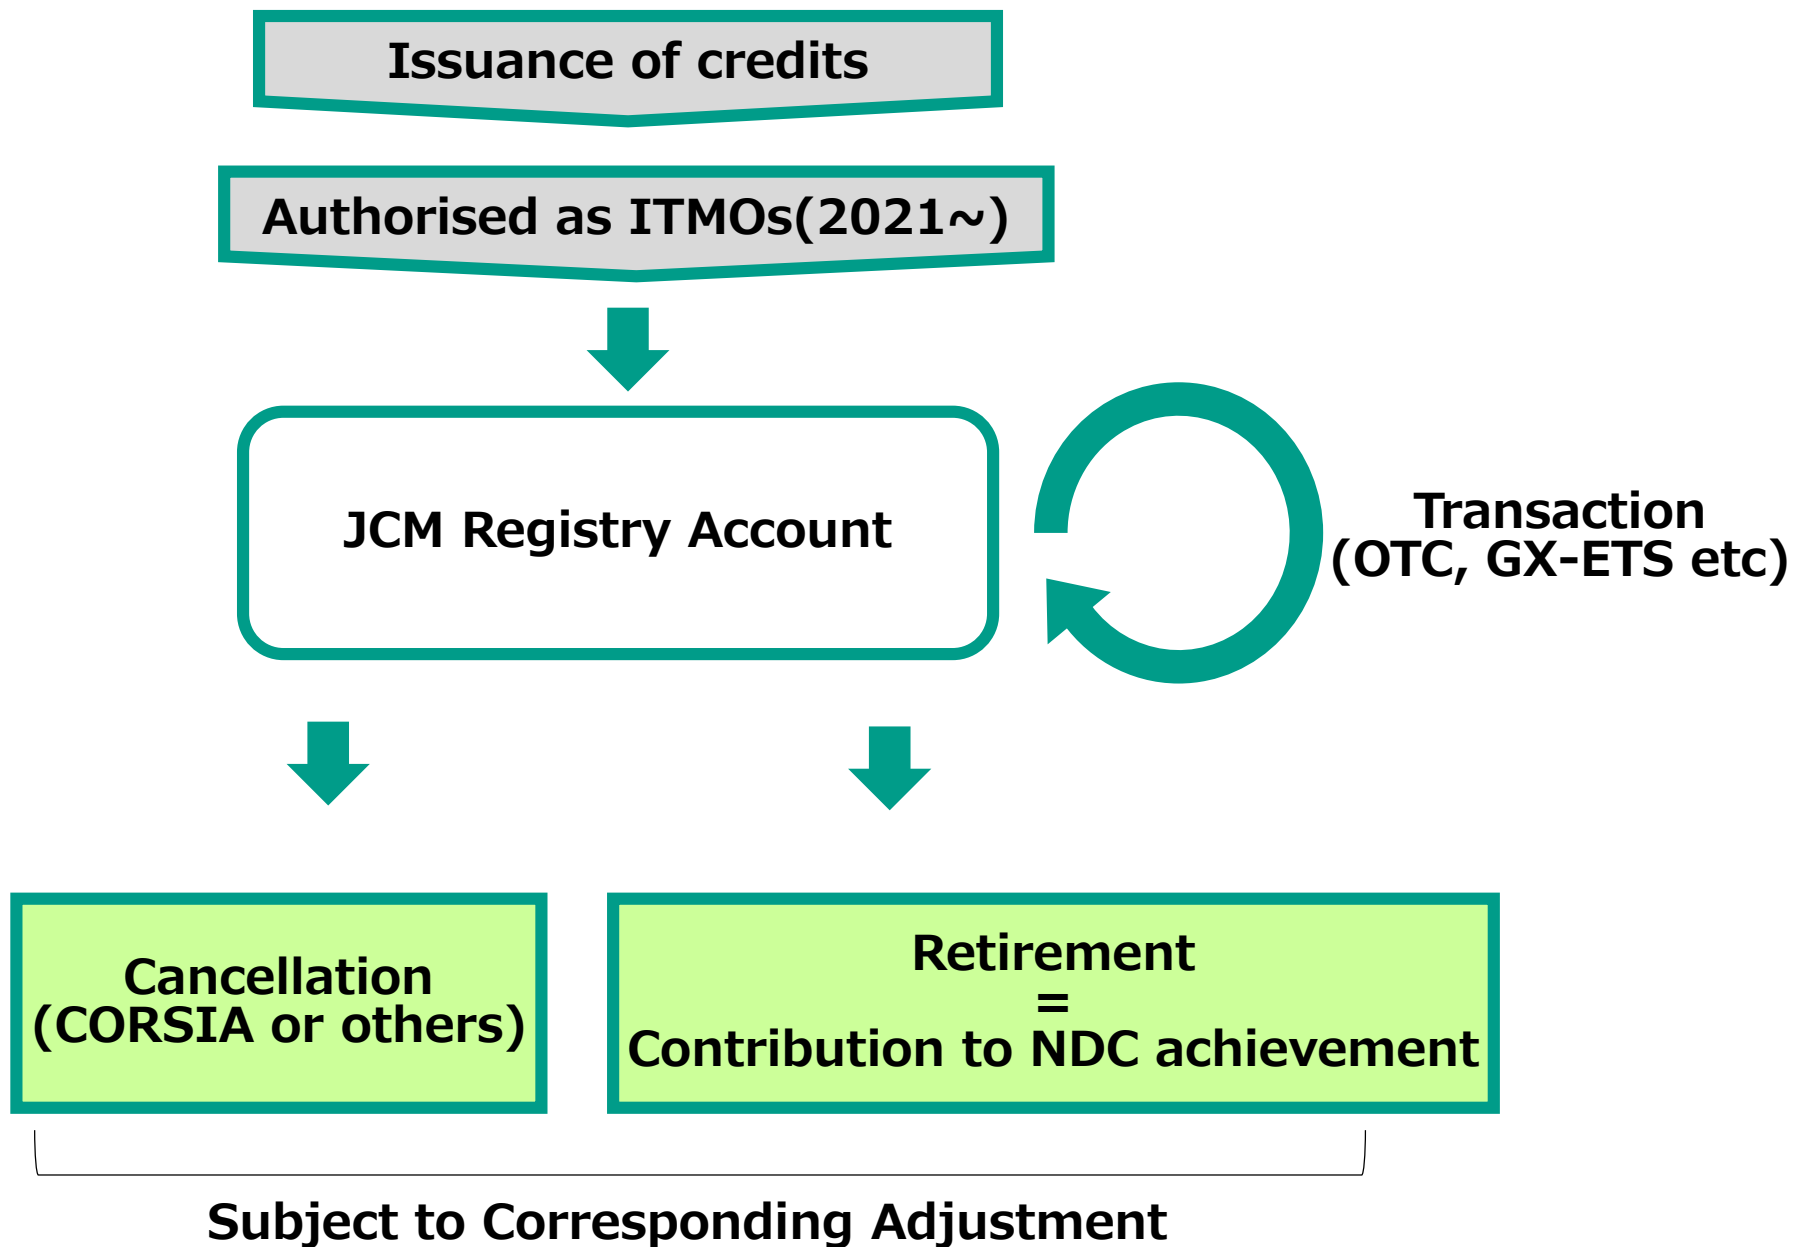 Issuance of credits
Authorised as ITMOs(2021~)
JCM Registry Account
Transaction
(OTC, GX-ETS etc)
Cancellation
(CORSIA or others)
Retirement
=
Contribution to NDC achievement
Subject to Corresponding Adjustment